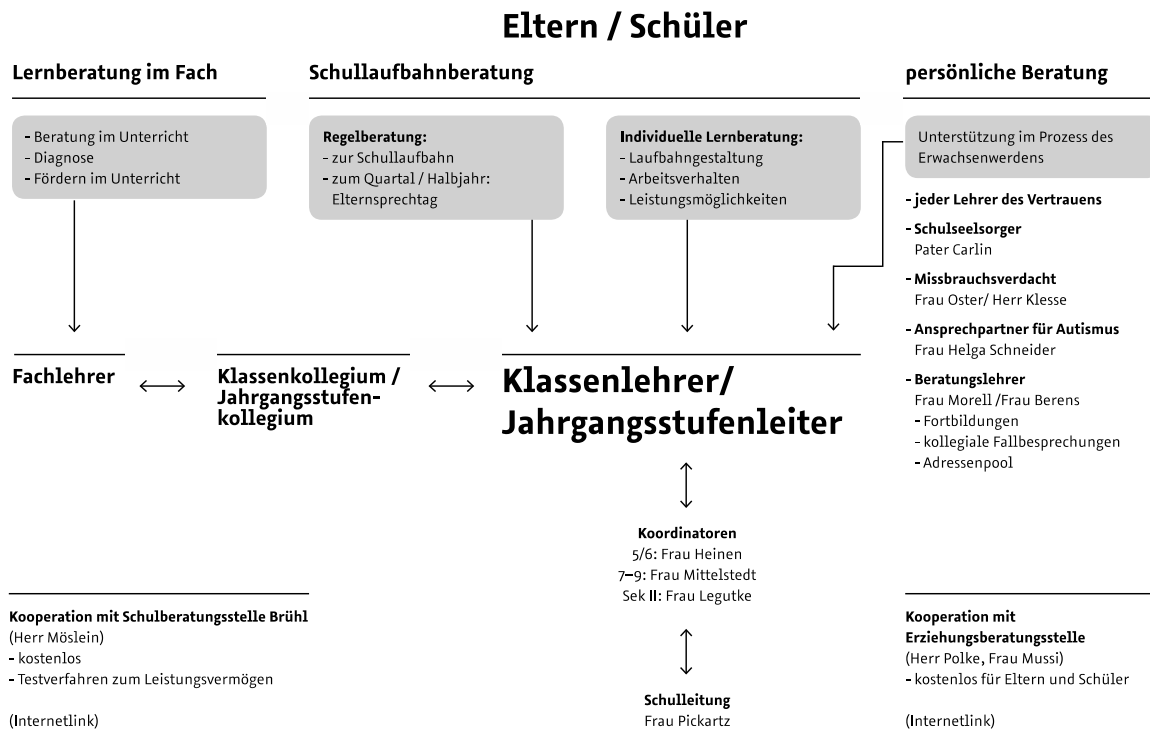 Eltern / Schüler
Lernberatung im Fach
- Beratung im Unterricht
- Diagnose
- Fördern im Unterricht
Schullaufbahnberatung
Regelberatung:
- zur Schullaufbahn
- zum Quartal / Halbjahr:
Elternsprechtag
Individuelle Lernberatung:
- Laufbahngestaltung
- Arbeitsverhalten
- Leistungsmöglichkeiten
persönliche Beratung
Unterstützung im Prozess des
Erwachsenwerdens
- jeder Lehrer des Vertrauens
- Schulseelsorger
Pater Carlin
- Missbrauchsverdacht
Frau Oster/ Herr Klesse
- Ansprechpartner für Autismus
Frau Helga Schneider
- Beratungslehrer
Frau Morell /Frau Berens
- Fortbildungen
- kollegiale Fallbesprechungen
- Adressenpool
Fachlehrer
Klassenkollegium /
Jahrgangsstufen-
kollegium
Klassenlehrer/
Jahrgangsstufenleiter
Koordinatoren
5/6: Frau Heinen
7–9: Frau Mittelstedt
Sek II: Frau Legutke
Schulleitung
Frau Pickartz
Kooperation mit Schulberatungsstelle Brühl
(Herr Möslein)
- kostenlos
- Testverfahren zum Leistungsvermögen
(Internetlink)
Kooperation mit
Erziehungsberatungsstelle
(Herr Polke, Frau Mussi)
- kostenlos für Eltern und Schüler
(Internetlink)